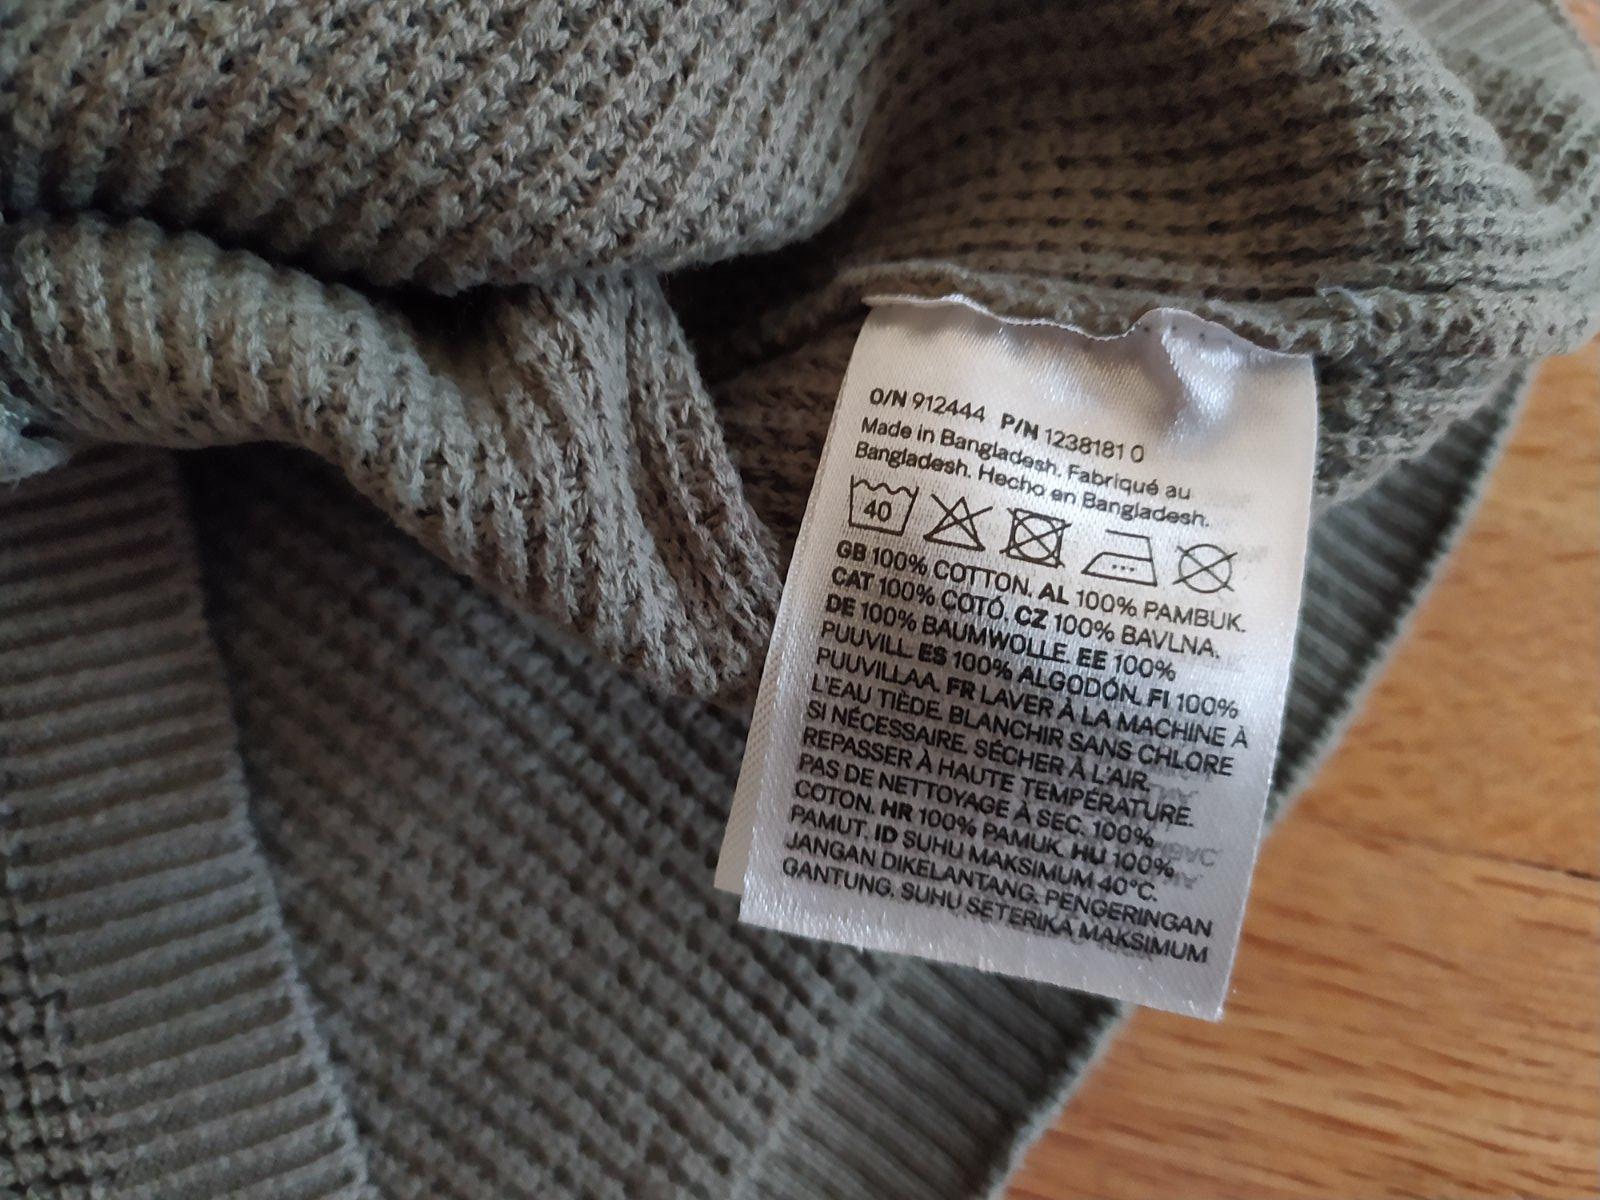 O/N 912444 P/N 1238181 0
Made in Bangladesh. Fabriqué au
Bangladesh. Hecho en Bangladesh.
40
GB 100% COTTON. AL 100% PAMBUK.
CAT 100% COTÓ. CZ 100% BAVLNA.
DE 100% BAUMWOLLE. EE 100%
PUUVILL. ES 100% ALGODÓN. FI 100%
PUUVILLAA. FR LAVER À LA MACHINE À
L'EAU TIÈDE. BLANCHIR SANS CHLORE
SI NÉCESSAIRE. SÉCHER À L'AIR.
REPASSER À HAUTE TEMPÉRATURE.
PAS DE NETTOYAGE À SEC. 100%
COTON. HR 100% PAMUK. HU 100%
PAMUT. ID SUHU MAKSIMUM 40°C.
JANGAN DIKELANTANG. PENGERINGAN
GANTUNG. SUHU SETERIKA MAKSIMUM